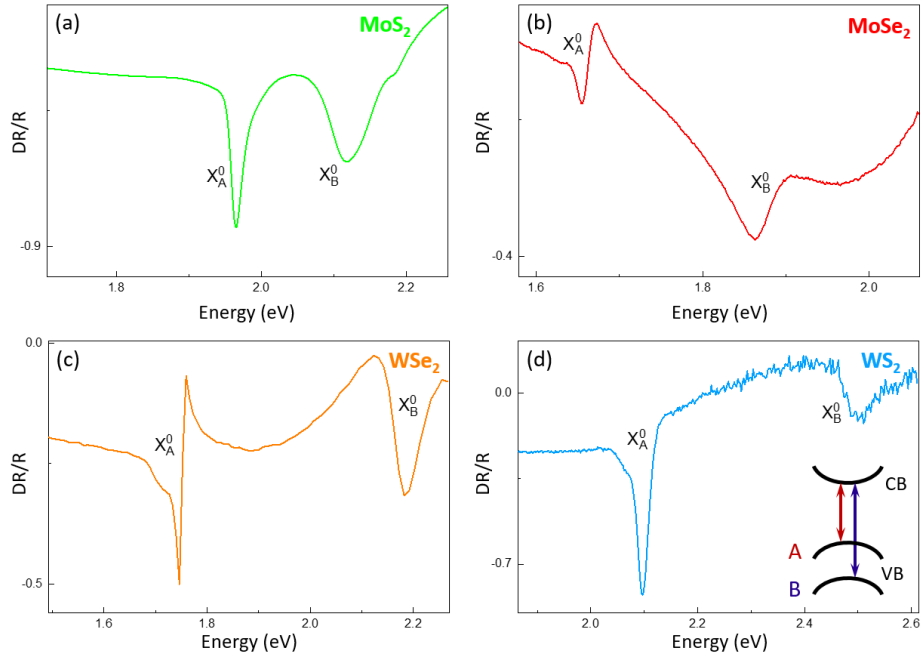 (a)
MoS₂
DR/R
-0.9
X⁰A
X⁰B
1.8
2.0
2.2
Energy (eV)
(b)
MoSe₂
DR/R
-0.4
X⁰A
X⁰B
1.6
1.8
2.0
Energy (eV)
(c)
WSe₂
DR/R
0.0
-0.5
X⁰A
X⁰B
1.6
1.8
2.0
2.2
Energy (eV)
(d)
WS₂
DR/R
0.0
-0.7
X⁰A
X⁰B
CB
A
VB
B
2.0
2.2
2.4
2.6
Energy (eV)